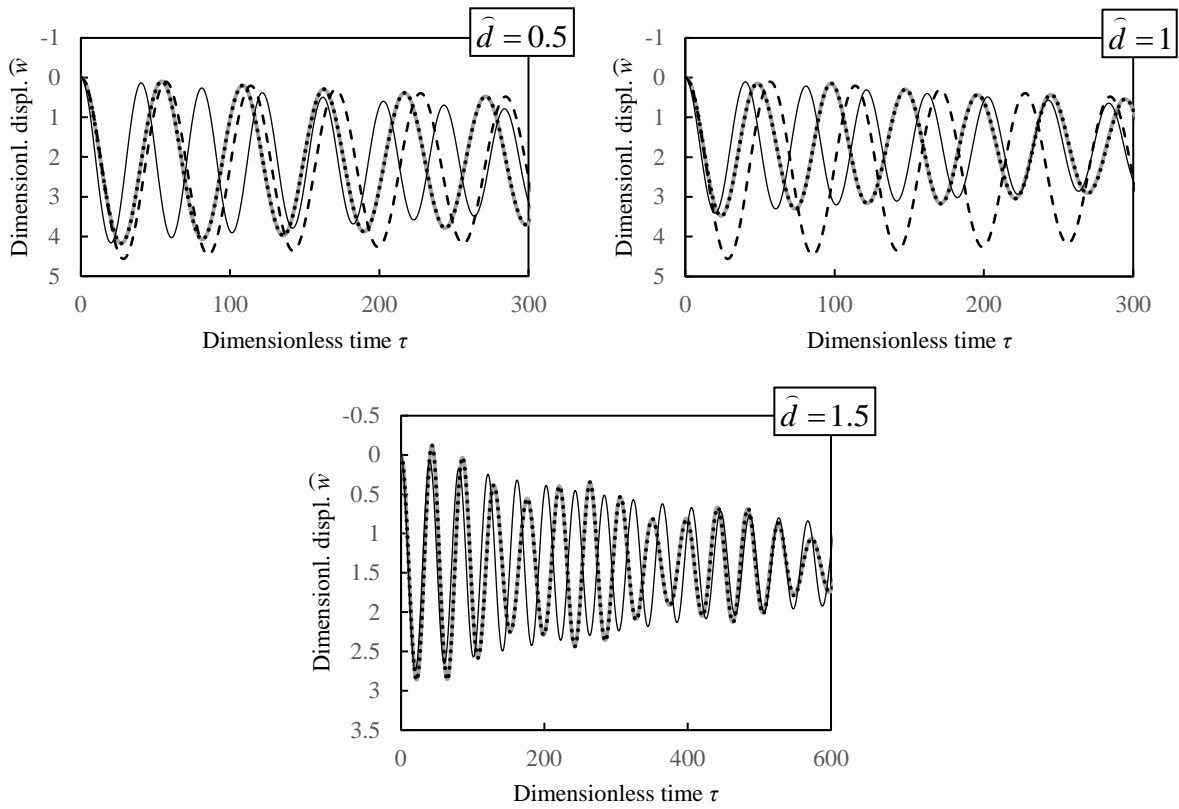 d̂ = 0.5
Dimensionl. displ. ŵ
-1
0
1
2
3
4
5
0 100 200 300
Dimensionless time τ
d̂ = 1
Dimensionl. displ. ŵ
-1
0
1
2
3
4
5
0 100 200 300
Dimensionless time τ
d̂ = 1.5
Dimensionl. displ. ŵ
-0.5
0
0.5
1
1.5
2
2.5
3
3.5
0 200 400 600
Dimensionless time τ